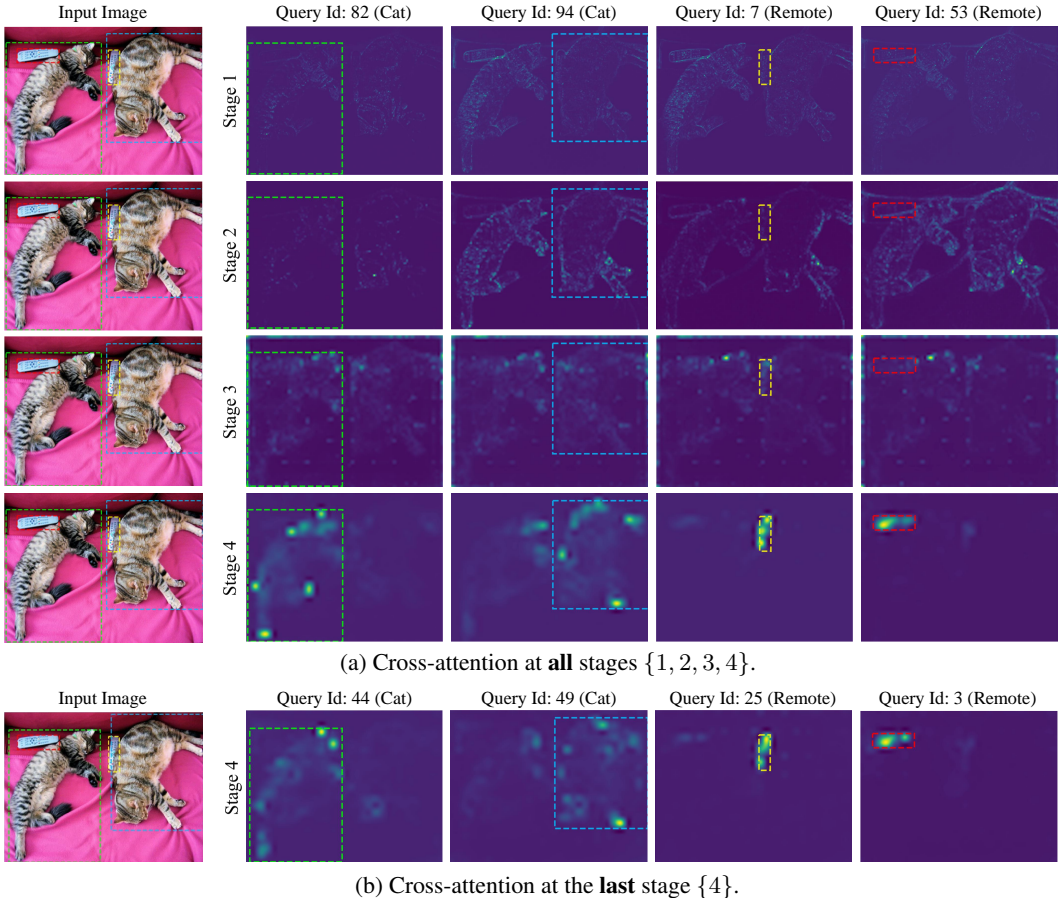 Input Image Query Id: 82 (Cat) Query Id: 94 (Cat) Query Id: 7 (Remote) Query Id: 53 (Remote)
Stage 1
Stage 2
Stage 3
Stage 4
(a) Cross-attention at all stages {1, 2, 3, 4}.
Input Image Query Id: 44 (Cat) Query Id: 49 (Cat) Query Id: 25 (Remote) Query Id: 3 (Remote)
Stage 4
(b) Cross-attention at the last stage {4}.